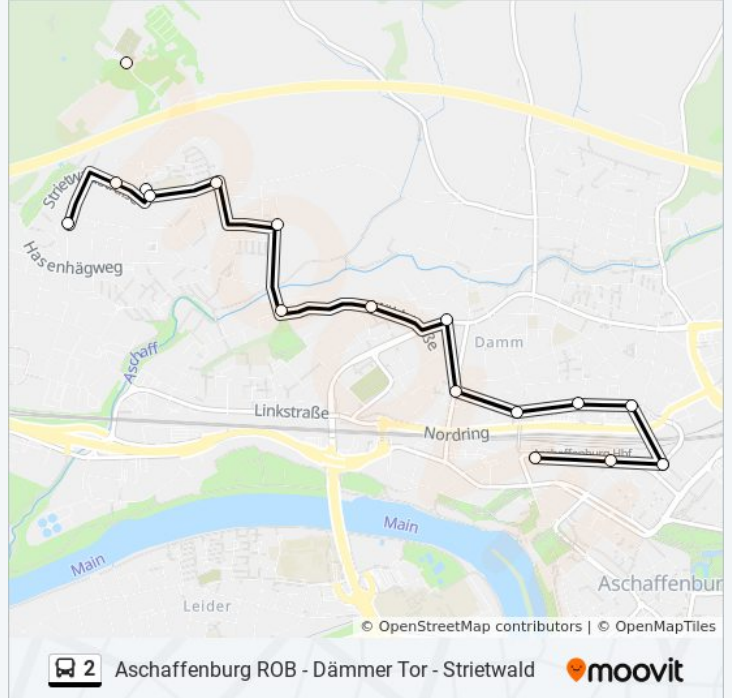 Hasenhägweg
Aschaff
Damm
Linkstraße
Nordring
Main
Main
Leider
Aschaffenbur
© OpenStreetMap contributors | © OpenMapTiles
2 Aschaffenburg ROB - Dämmer Tor - Strietwald
moovit